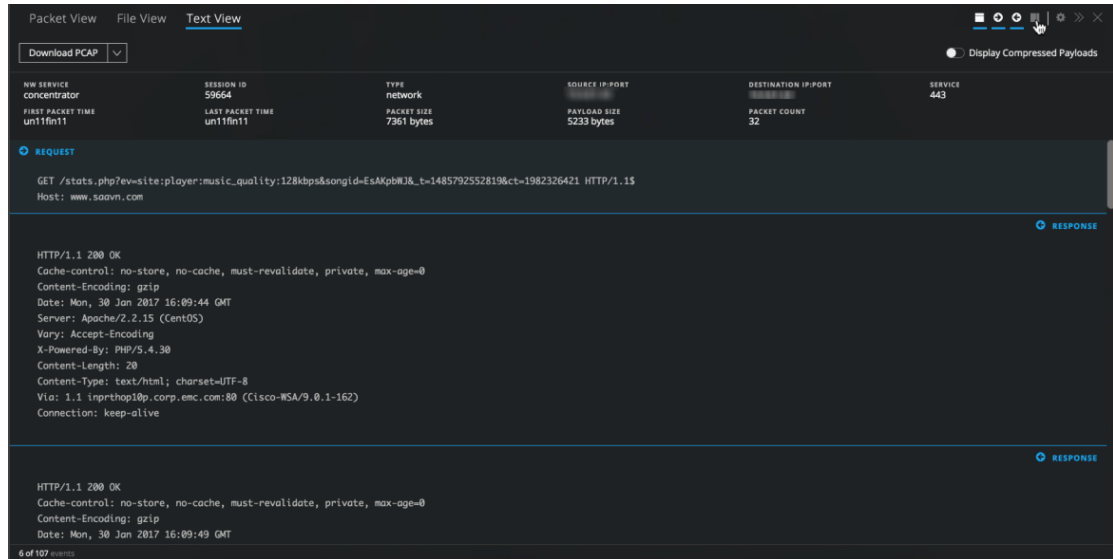 Packet View File View Text View
Download PCAP Display Compressed Payloads
NW SERVICE SESSION ID TYPE SOURCE IP:PORT DESTINATION IP:PORT SERVICE
concentrator 59664 network 443
FIRST PACKET TIME LAST PACKET TIME PACKET SIZE PAYLOAD SIZE PACKET COUNT
un11fin11 un11fin11 7361 bytes 5233 bytes 32
REQUEST
GET /stats.php?ev=site:player:music_quality:128kbps&songid=EsAKpbWJ&_t=1485792552819&ct=1982326421 HTTP/1.1$
Host: www.saavn.com
RESPONSE
HTTP/1.1 200 OK
Cache-control: no-store, no-cache, must-revalidate, private, max-age=0
Content-Encoding: gzip
Date: Mon, 30 Jan 2017 16:09:44 GMT
Server: Apache/2.2.15 (CentOS)
Vary: Accept-Encoding
X-Powered-By: PHP/5.4.30
Content-Length: 20
Content-Type: text/html; charset=UTF-8
Via: 1.1 inprthop10p.corp.emc.com:80 (Cisco-WSA/9.0.1-162)
Connection: keep-alive
RESPONSE
HTTP/1.1 200 OK
Cache-control: no-store, no-cache, must-revalidate, private, max-age=0
Content-Encoding: gzip
Date: Mon, 30 Jan 2017 16:09:49 GMT
6 of 107 events